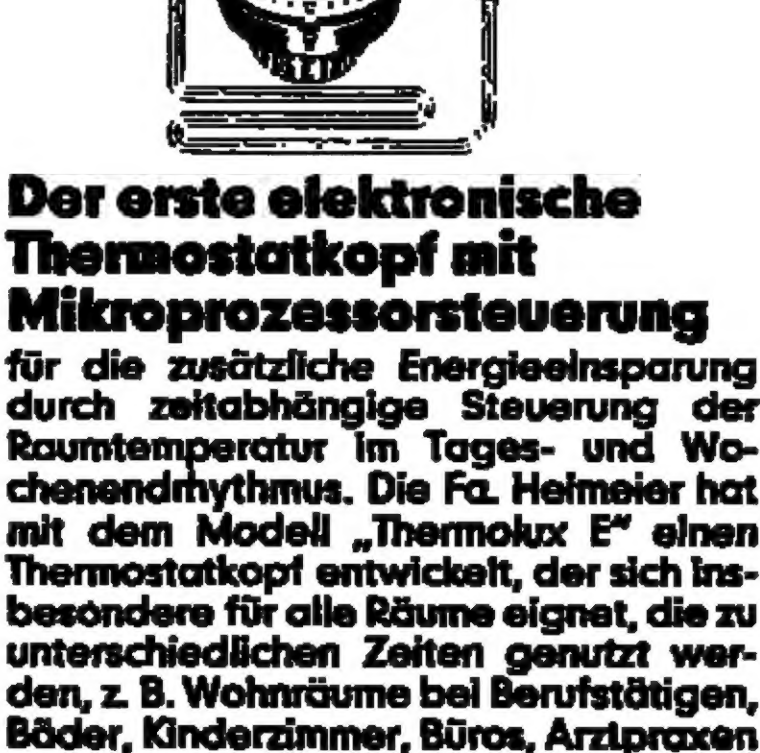 Der erste elektronische
Thermostatkopf mit
Mikroprozessorsteuerung
für die zusätzliche Energieeinsparung
durch zeitabhängige Steuerung der
Raumtemperatur im Tages- und Wo-
chenendrhythmus. Die Fa. Heimeier hat
mit dem Modell „Thermolux E“ einen
Thermostatkopf entwickelt, der sich ins-
besondere für alle Räume eignet, die zu
unterschiedlichen Zeiten genutzt wer-
den, z. B. Wohnräume bei Berufstätigen,
Bäder, Kinderzimmer, Büros, Arztpraxen